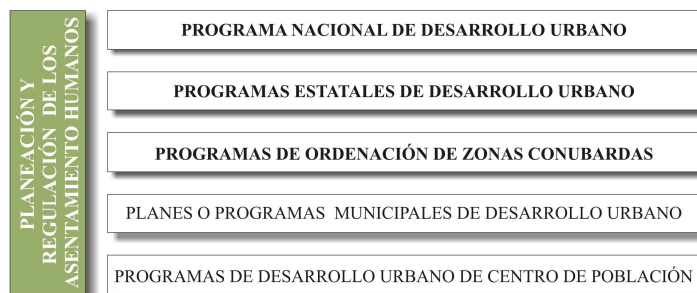 PLANEACIÓN Y
REGULACIÓN DE LOS
ASENTAMIENTO HUMANOS
PROGRAMA NACIONAL DE DESARROLLO URBANO
PROGRAMAS ESTATALES DE DESARROLLO URBANO
PROGRAMAS DE ORDENACIÓN DE ZONAS CONUBARDAS
PLANES O PROGRAMAS MUNICIPALES DE DESARROLLO URBANO
PROGRAMAS DE DESARROLLO URBANO DE CENTRO DE POBLACIÓN